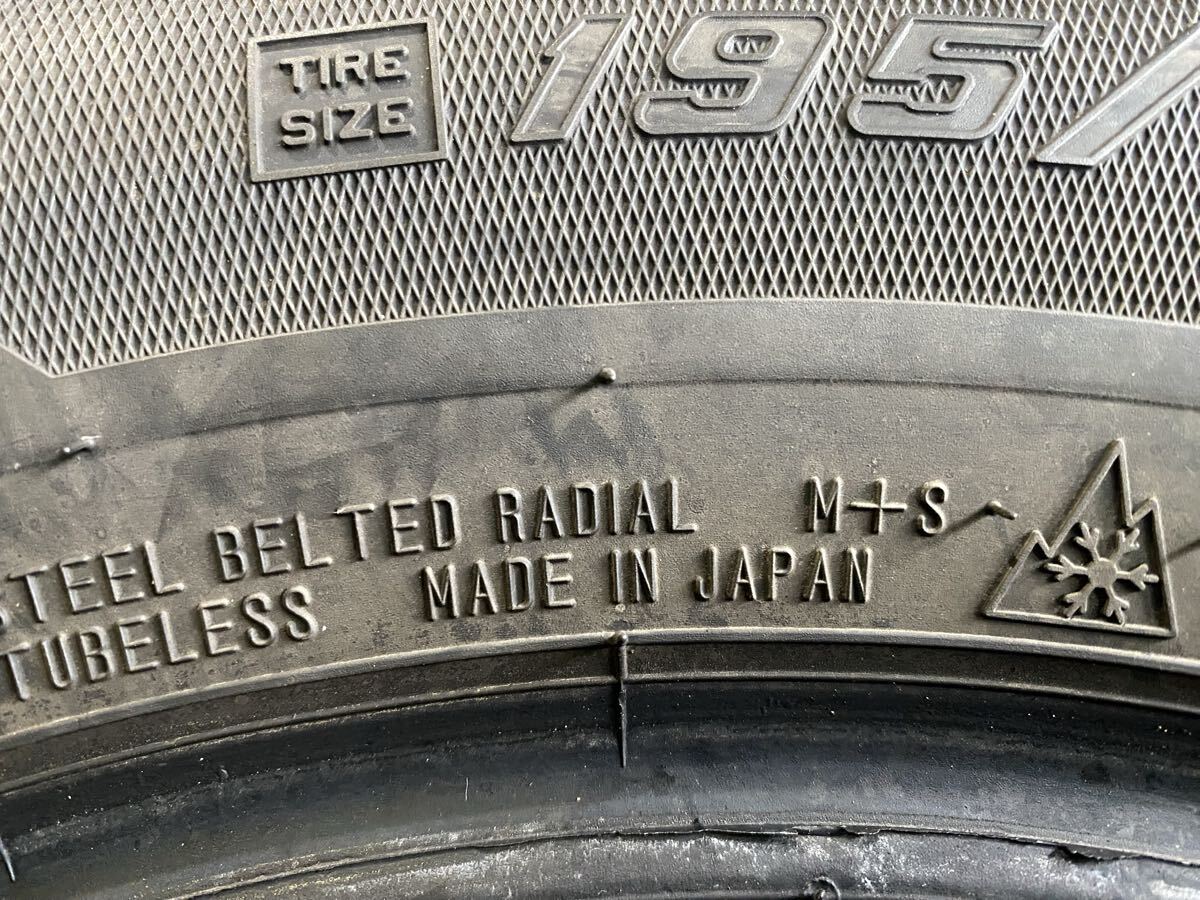 TIRE
SIZE
195/
STEEL BELTED RADIAL M+S
TUBELESS MADE IN JAPAN